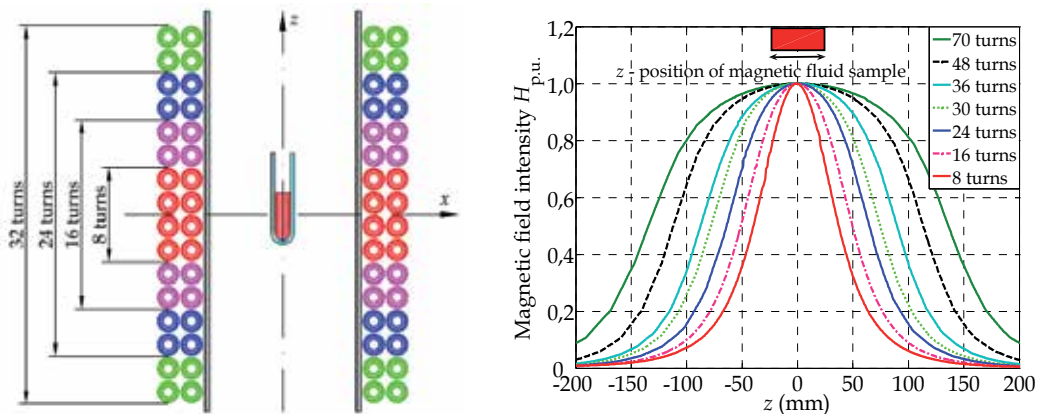 32 turns
24 turns
16 turns
8 turns
z
x
Magnetic field intensity H p.u.
1,2
1,0
0,8
0,6
0,4
0,2
0
z - position of magnetic fluid sample
70 turns
48 turns
36 turns
30 turns
24 turns
16 turns
8 turns
-200 -150 -100 -50 0 50 100 150 200
z (mm)